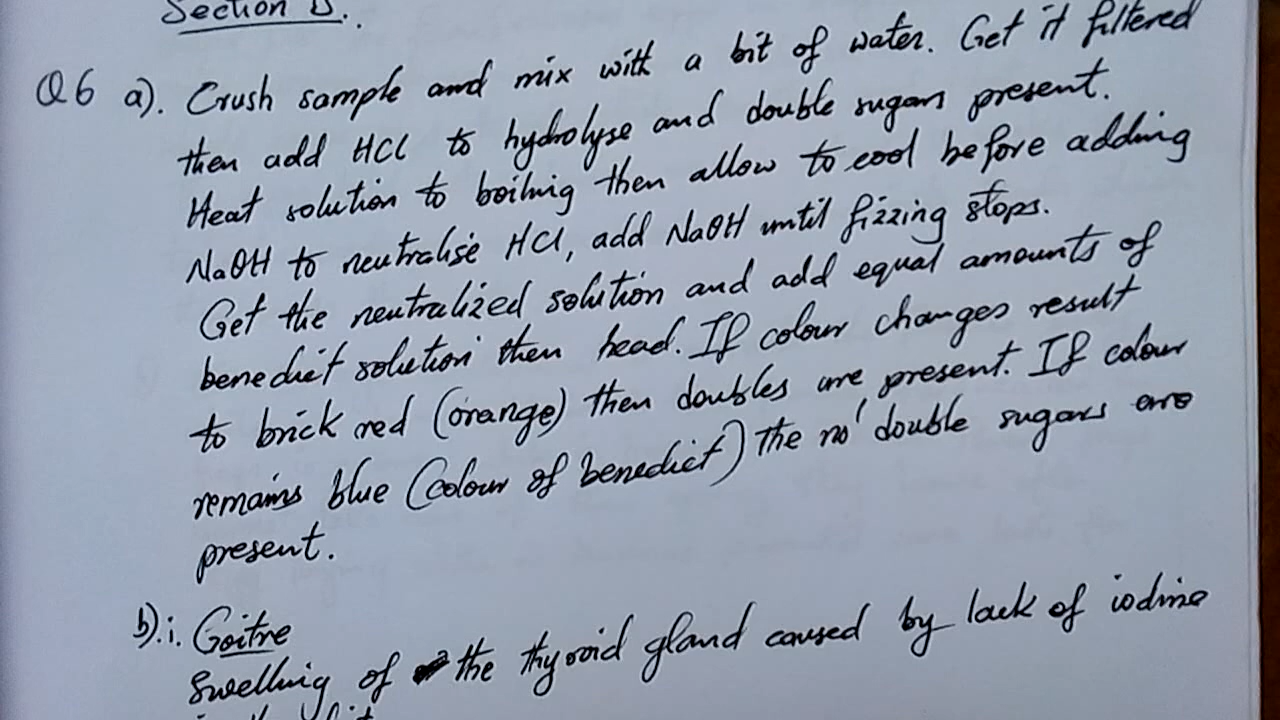 Section D.
Q6 a). Crush sample and mix with a bit of water. Get it filtered
then add HCl to hydrolyse and double sugars present.
Heat solution to boiling then allow to cool before adding
NaOH to neutralise HCl, add NaOH until fizzing stops.
Get the neutralized solution and add equal amounts of
benedict solution then head. If colour changes result
to brick red (orange) then doubles are present. If colour
remains blue (colour of benedict) the no double sugars are
present.
b).i. Goitre
Swelling of the thyroid gland caused by lack of iodine